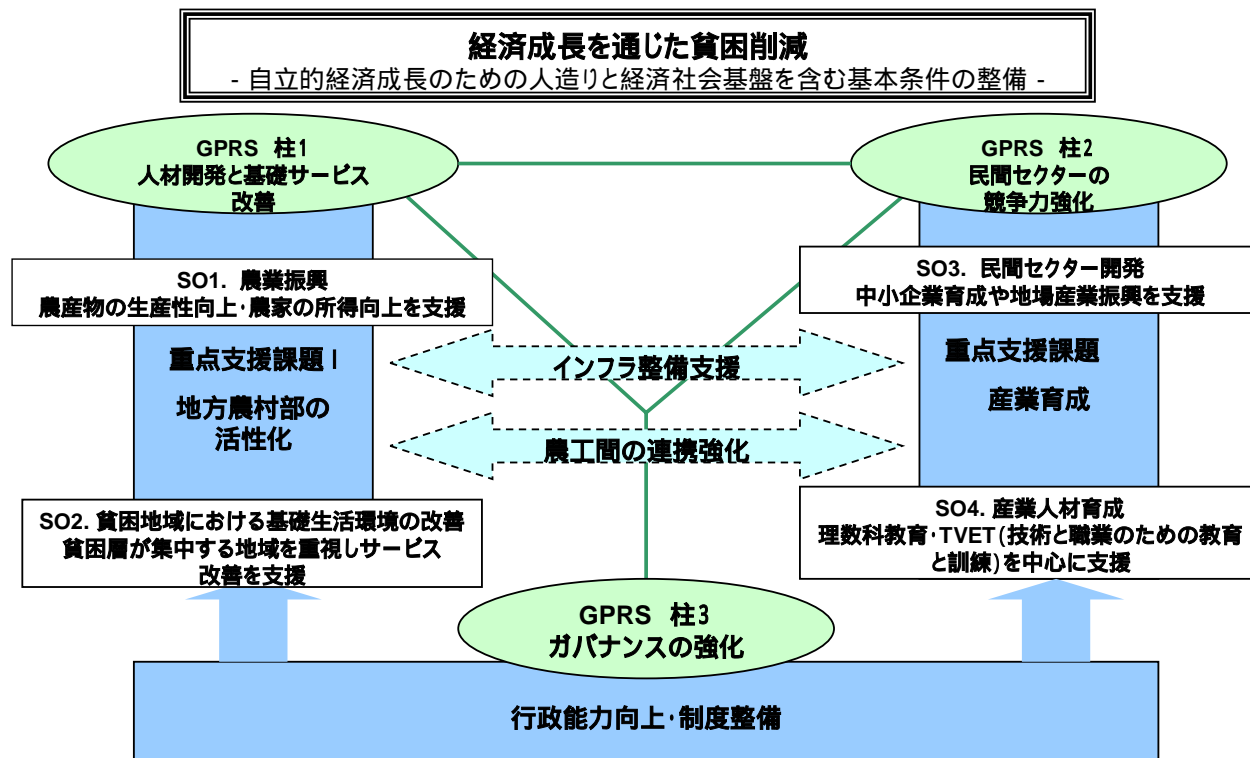 経済成長を通じた貧困削減
- 自立的経済成長のための人造りと経済社会基盤を含む基本条件の整備 -
GPRS 柱1
人材開発と基礎サービス
改善
GPRS 柱2
民間セクターの
競争力強化
SO1. 農業振興
農産物の生産性向上・農家の所得向上を支援
SO3. 民間セクター開発
中小企業育成や地場産業振興を支援
重点支援課題 I
地方農村部の
活性化
インフラ整備支援
重点支援課題
産業育成
農工間の連携強化
SO2. 貧困地域における基礎生活環境の改善
貧困層が集中する地域を重視しサービス
改善を支援
SO4. 産業人材育成
理数科教育・TVET(技術と職業のための教育
と訓練)を中心に支援
GPRS 柱3
ガバナンスの強化
行政能力向上・制度整備